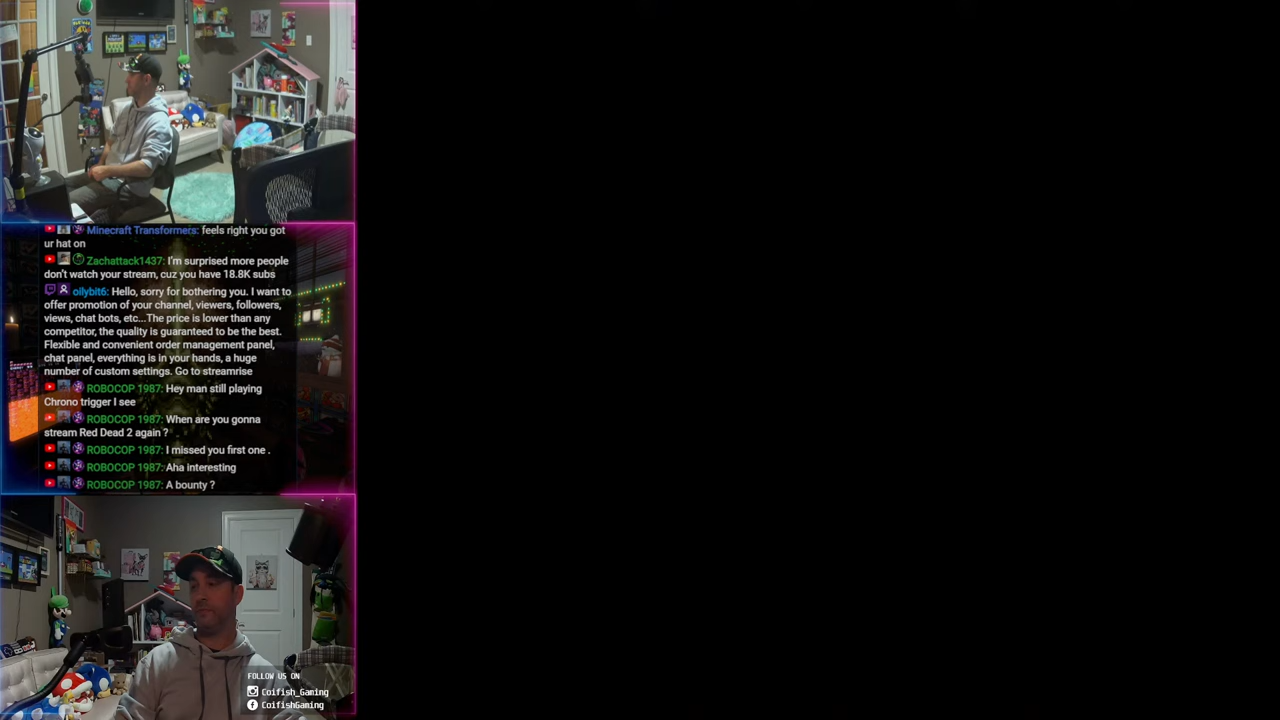 Minecraft Transformers: feels right you got
ur hat on
Zachattack1437: I'm surprised more people
don't watch your stream, cuz you have 18.8K subs
oilybit6: Hello, sorry for bothering you. I want to
offer promotion of your channel, viewers, followers,
views, chat bots, etc...The price is lower than any
competitor, the quality is guaranteed to be the best.
Flexible and convenient order management panel,
chat panel, everything is in your hands, a huge
number of custom settings. Go to streamrise
ROBOCOP 1987: Hey man still playing
Chrono trigger I see
ROBOCOP 1987: When are you gonna
stream Red Dead 2 again ?
ROBOCOP 1987: I missed you first one .
ROBOCOP 1987: Aha interesting
ROBOCOP 1987: A bounty ?
FOLLOW US ON
Coifish_Gaming
CoifishGaming